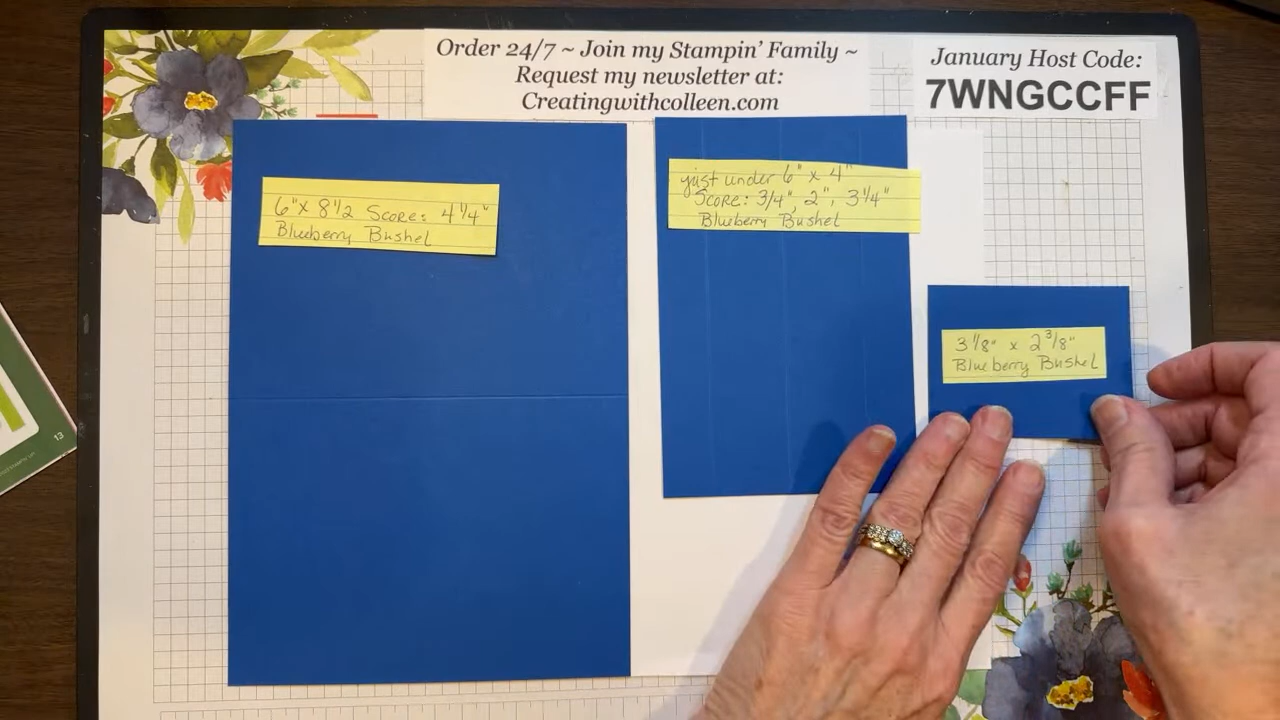 Order 24/7 ~ Join my Stampin' Family ~
Request my newsletter at:
Creatingwithcolleen.com
January Host Code:
7WNGCCFF
6" x 8 1/2 Score: 4 1/4"
Blueberry Bushel
just under 6" x 4"
Score: 3/4", 2", 3 1/4"
Blueberry Bushel
3 1/8" x 2 3/8"
Blueberry Bushel
13